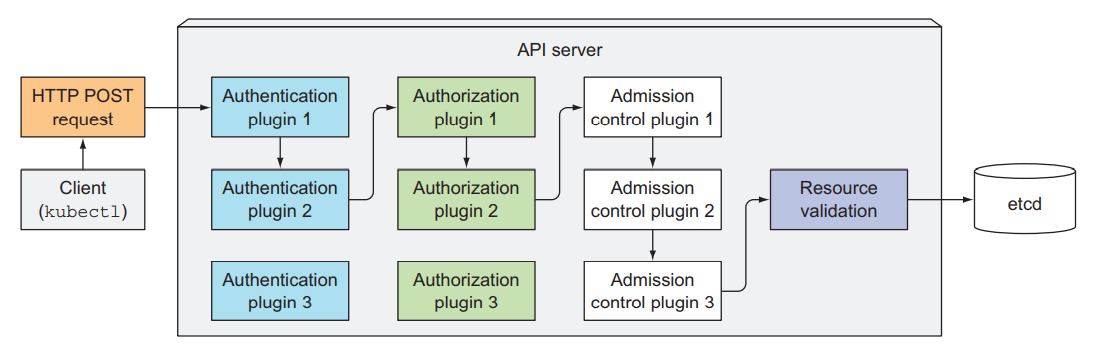 API server
HTTP POST
request
Client
(kubectl)
Authentication
plugin 1
Authentication
plugin 2
Authentication
plugin 3
Authorization
plugin 1
Authorization
plugin 2
Authorization
plugin 3
Admission
control plugin 1
Admission
control plugin 2
Admission
control plugin 3
Resource
validation
etcd